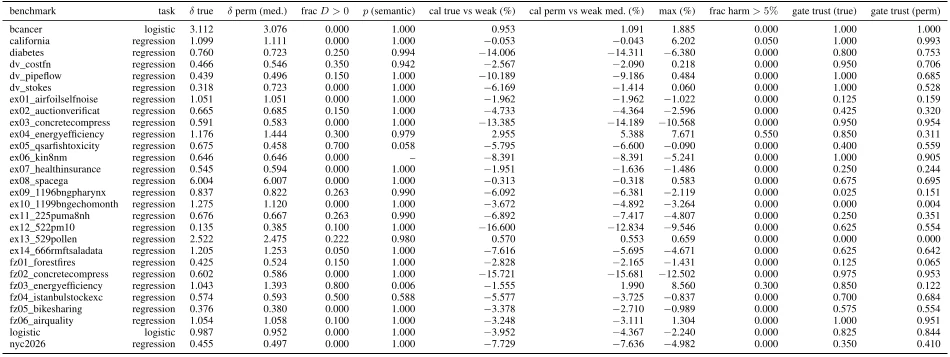 benchmark task δ true δ perm (med.) frac D > 0 p (semantic) cal true vs weak (%) cal perm vs weak med. (%) max (%) frac harm > 5% gate trust (true) gate trust (perm)
bcancer logistic 3.112 3.076 0.000 1.000 0.953 1.091 1.885 0.000 1.000 1.000
california regression 1.099 1.111 0.000 1.000 −0.053 −0.043 6.202 0.050 1.000 0.993
diabetes regression 0.760 0.723 0.250 0.994 −14.006 −14.311 −6.380 0.000 0.800 0.753
dv_costfn regression 0.466 0.546 0.350 0.942 −2.567 −2.090 0.218 0.000 0.950 0.706
dv_pipeflow regression 0.439 0.496 0.150 1.000 −10.189 −9.186 0.484 0.000 1.000 0.685
dv_stokes regression 0.318 0.723 0.000 1.000 −6.169 −1.414 0.060 0.000 1.000 0.528
ex01_airfoilselfnoise regression 1.051 1.051 0.000 1.000 −1.962 −1.962 −1.022 0.000 0.125 0.159
ex02_auctionverificat regression 0.665 0.685 0.150 1.000 −4.733 −4.364 −2.596 0.000 0.425 0.320
ex03_concretecompress regression 0.591 0.583 0.000 1.000 −13.385 −14.189 −10.568 0.000 0.950 0.954
ex04_energyefficiency regression 1.176 1.444 0.300 0.979 2.955 5.388 7.671 0.550 0.850 0.311
ex05_qsarfishtoxicity regression 0.675 0.458 0.700 0.058 −5.795 −6.600 −0.090 0.000 0.400 0.559
ex06_kin8nm regression 0.646 0.646 0.000 – −8.391 −8.391 −5.241 0.000 1.000 0.905
ex07_healthinsurance regression 0.545 0.594 0.000 1.000 −1.951 −1.636 −1.486 0.000 0.250 0.244
ex08_spacega regression 6.004 6.007 0.000 1.000 −0.313 −0.318 0.583 0.000 0.675 0.695
ex09_1196bngpharynx regression 0.837 0.822 0.263 0.990 −6.092 −6.381 −2.119 0.000 0.025 0.151
ex10_1199bngechomonth regression 1.275 1.120 0.000 1.000 −3.672 −4.892 −3.264 0.000 0.000 0.004
ex11_225puma8nh regression 0.676 0.667 0.263 0.990 −6.892 −7.417 −4.807 0.000 0.250 0.351
ex12_522pm10 regression 0.135 0.385 0.100 1.000 −16.600 −12.834 −9.546 0.000 0.625 0.554
ex13_529pollen regression 2.522 2.475 0.222 0.980 0.570 0.553 0.659 0.000 0.000 0.000
ex14_666rmftsaladata regression 1.205 1.253 0.050 1.000 −7.616 −5.695 −4.671 0.000 0.625 0.642
fz01_forestfires regression 0.425 0.524 0.150 1.000 −2.828 −2.165 −1.431 0.000 0.125 0.065
fz02_concretecompress regression 0.602 0.586 0.000 1.000 −15.721 −15.681 −12.502 0.000 0.975 0.953
fz03_energyefficiency regression 1.043 1.393 0.800 0.006 −1.555 1.990 8.560 0.300 0.850 0.122
fz04_istanbulstockexc regression 0.574 0.593 0.500 0.588 −5.577 −3.725 −0.837 0.000 0.700 0.684
fz05_bikesharing regression 0.376 0.380 0.000 1.000 −3.378 −2.710 −0.989 0.000 0.575 0.554
fz06_airquality regression 1.054 1.058 0.100 1.000 −3.248 −3.111 1.304 0.000 1.000 0.951
logistic logistic 0.987 0.952 0.000 1.000 −3.952 −4.367 −2.240 0.000 0.825 0.844
nyc2026 regression 0.455 0.497 0.000 1.000 −7.729 −7.636 −4.982 0.000 0.350 0.410